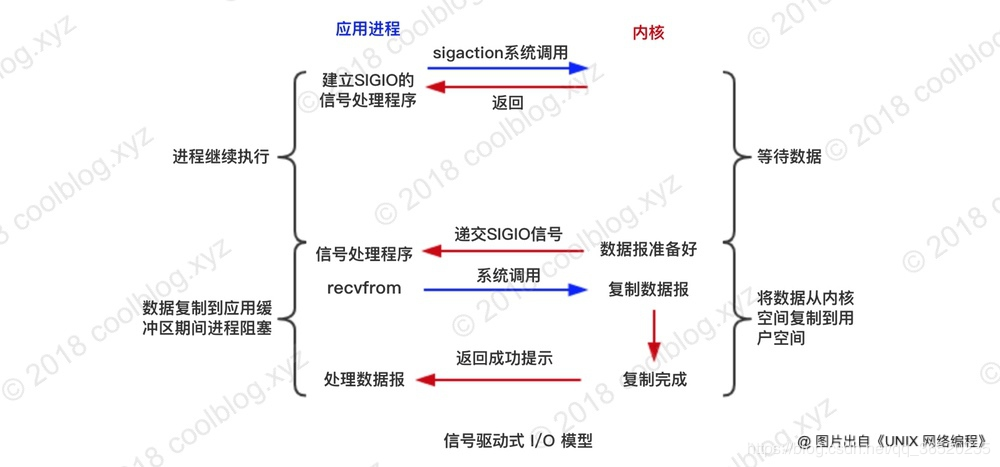 应用进程
内核
sigaction系统调用
建立SIGIO的
信号处理程序
返回
进程继续执行
等待数据
递交SIGIO信号
信号处理程序
数据报准备好
recvfrom
系统调用
复制数据报
数据复制到应用缓
冲区期间进程阻塞
将数据从内核
空间复制到用
户空间
返回成功提示
处理数据报
复制完成
信号驱动式 I/O 模型
@ 图片出自《UNIX 网络编程》
© 2018 coolblog.xyz